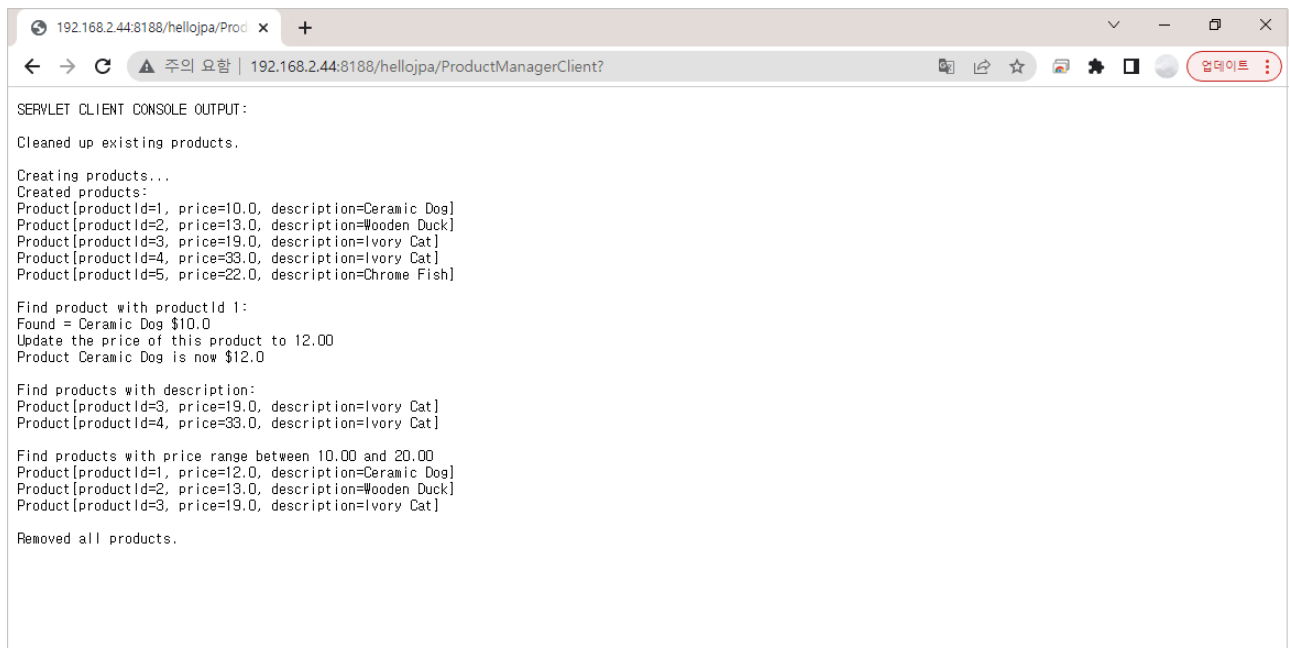 192.168.2.44:8188/hellojpa/Prod
주의 요함 | 192.168.2.44:8188/hellojpa/ProductManagerClient?
업데이트
SERVLET CLIENT CONSOLE OUTPUT:
Cleaned up existing products.
Creating products...
Created products:
Product[productId=1, price=10.0, description=Ceramic Dog]
Product[productId=2, price=13.0, description=Wooden Duck]
Product[productId=3, price=19.0, description=Ivory Cat]
Product[productId=4, price=33.0, description=Ivory Cat]
Product[productId=5, price=22.0, description=Chrome Fish]
Find product with productId 1:
Found = Ceramic Dog $10.0
Update the price of this product to 12.00
Product Ceramic Dog is now $12.0
Find products with description:
Product[productId=3, price=19.0, description=Ivory Cat]
Product[productId=4, price=33.0, description=Ivory Cat]
Find products with price range between 10.00 and 20.00
Product[productId=1, price=12.0, description=Ceramic Dog]
Product[productId=2, price=13.0, description=Wooden Duck]
Product[productId=3, price=19.0, description=Ivory Cat]
Removed all products.